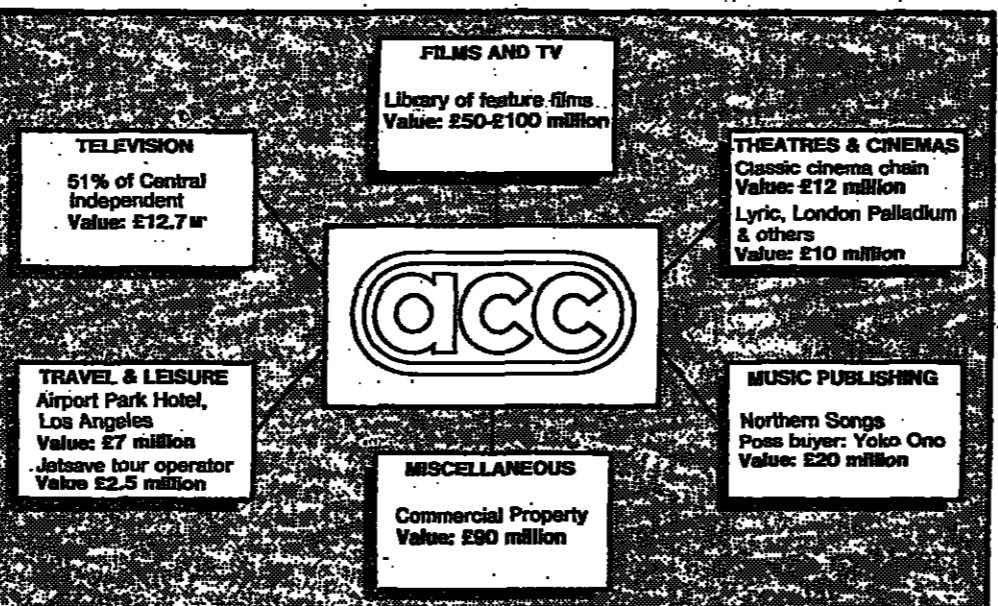 FILMS AND TV
Library of feature films
Value: £50-£100 million
TELEVISION
51% of Central
Independent
Value: £12.7
THEATRES & CINEMAS
Classic cinema chain
Value: £12 million
Lyric, London Palladium
& others
Value: £10 million
acc
TRAVEL & LEISURE
Airport Park Hotel,
Los Angeles
Value: £7 million
Jetsave tour operator
Value £2.5 million
MUSIC PUBLISHING
Northern Songs
Poss buyer: Yoko Ono
Value: £20 million
MISCELLANEOUS
Commercial Property
Value: £90 million